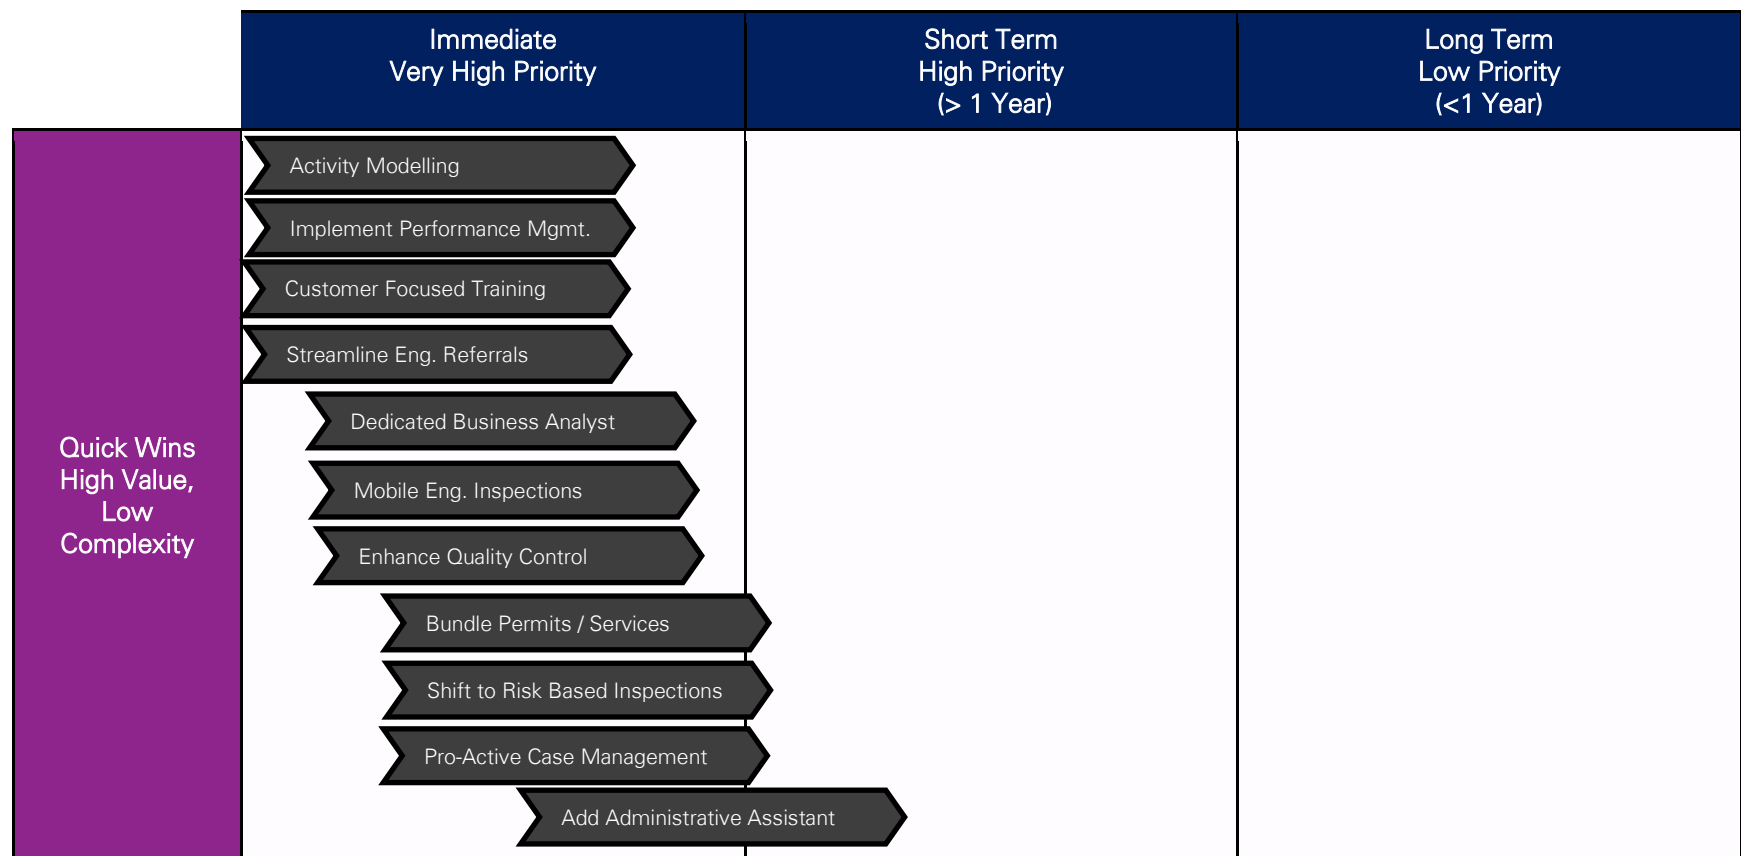 Immediate
Very High Priority
Short Term
High Priority
(> 1 Year)
Long Term
Low Priority
(<1 Year)
Quick Wins
High Value,
Low
Complexity
Activity Modelling
Implement Performance Mgmt.
Customer Focused Training
Streamline Eng. Referrals
Dedicated Business Analyst
Mobile Eng. Inspections
Enhance Quality Control
Bundle Permits / Services
Shift to Risk Based Inspections
Pro-Active Case Management
Add Administrative Assistant